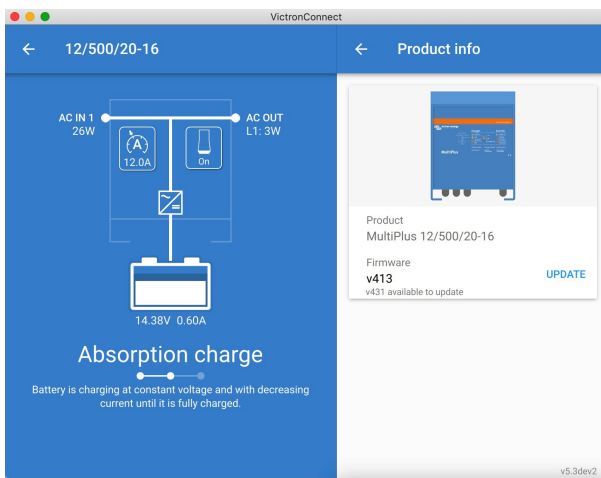 VictronConnect
12/500/20-16
Product info
AC IN 1
26W
AC OUT
L1: 3W
A
12.0A
On
MultiPlus
Product
MultiPlus 12/500/20-16
Firmware
v413
UPDATE
v431 available to update
14.38V 0.60A
Absorption charge
Battery is charging at constant voltage and with decreasing
current until it is fully charged.
v5.3dev2